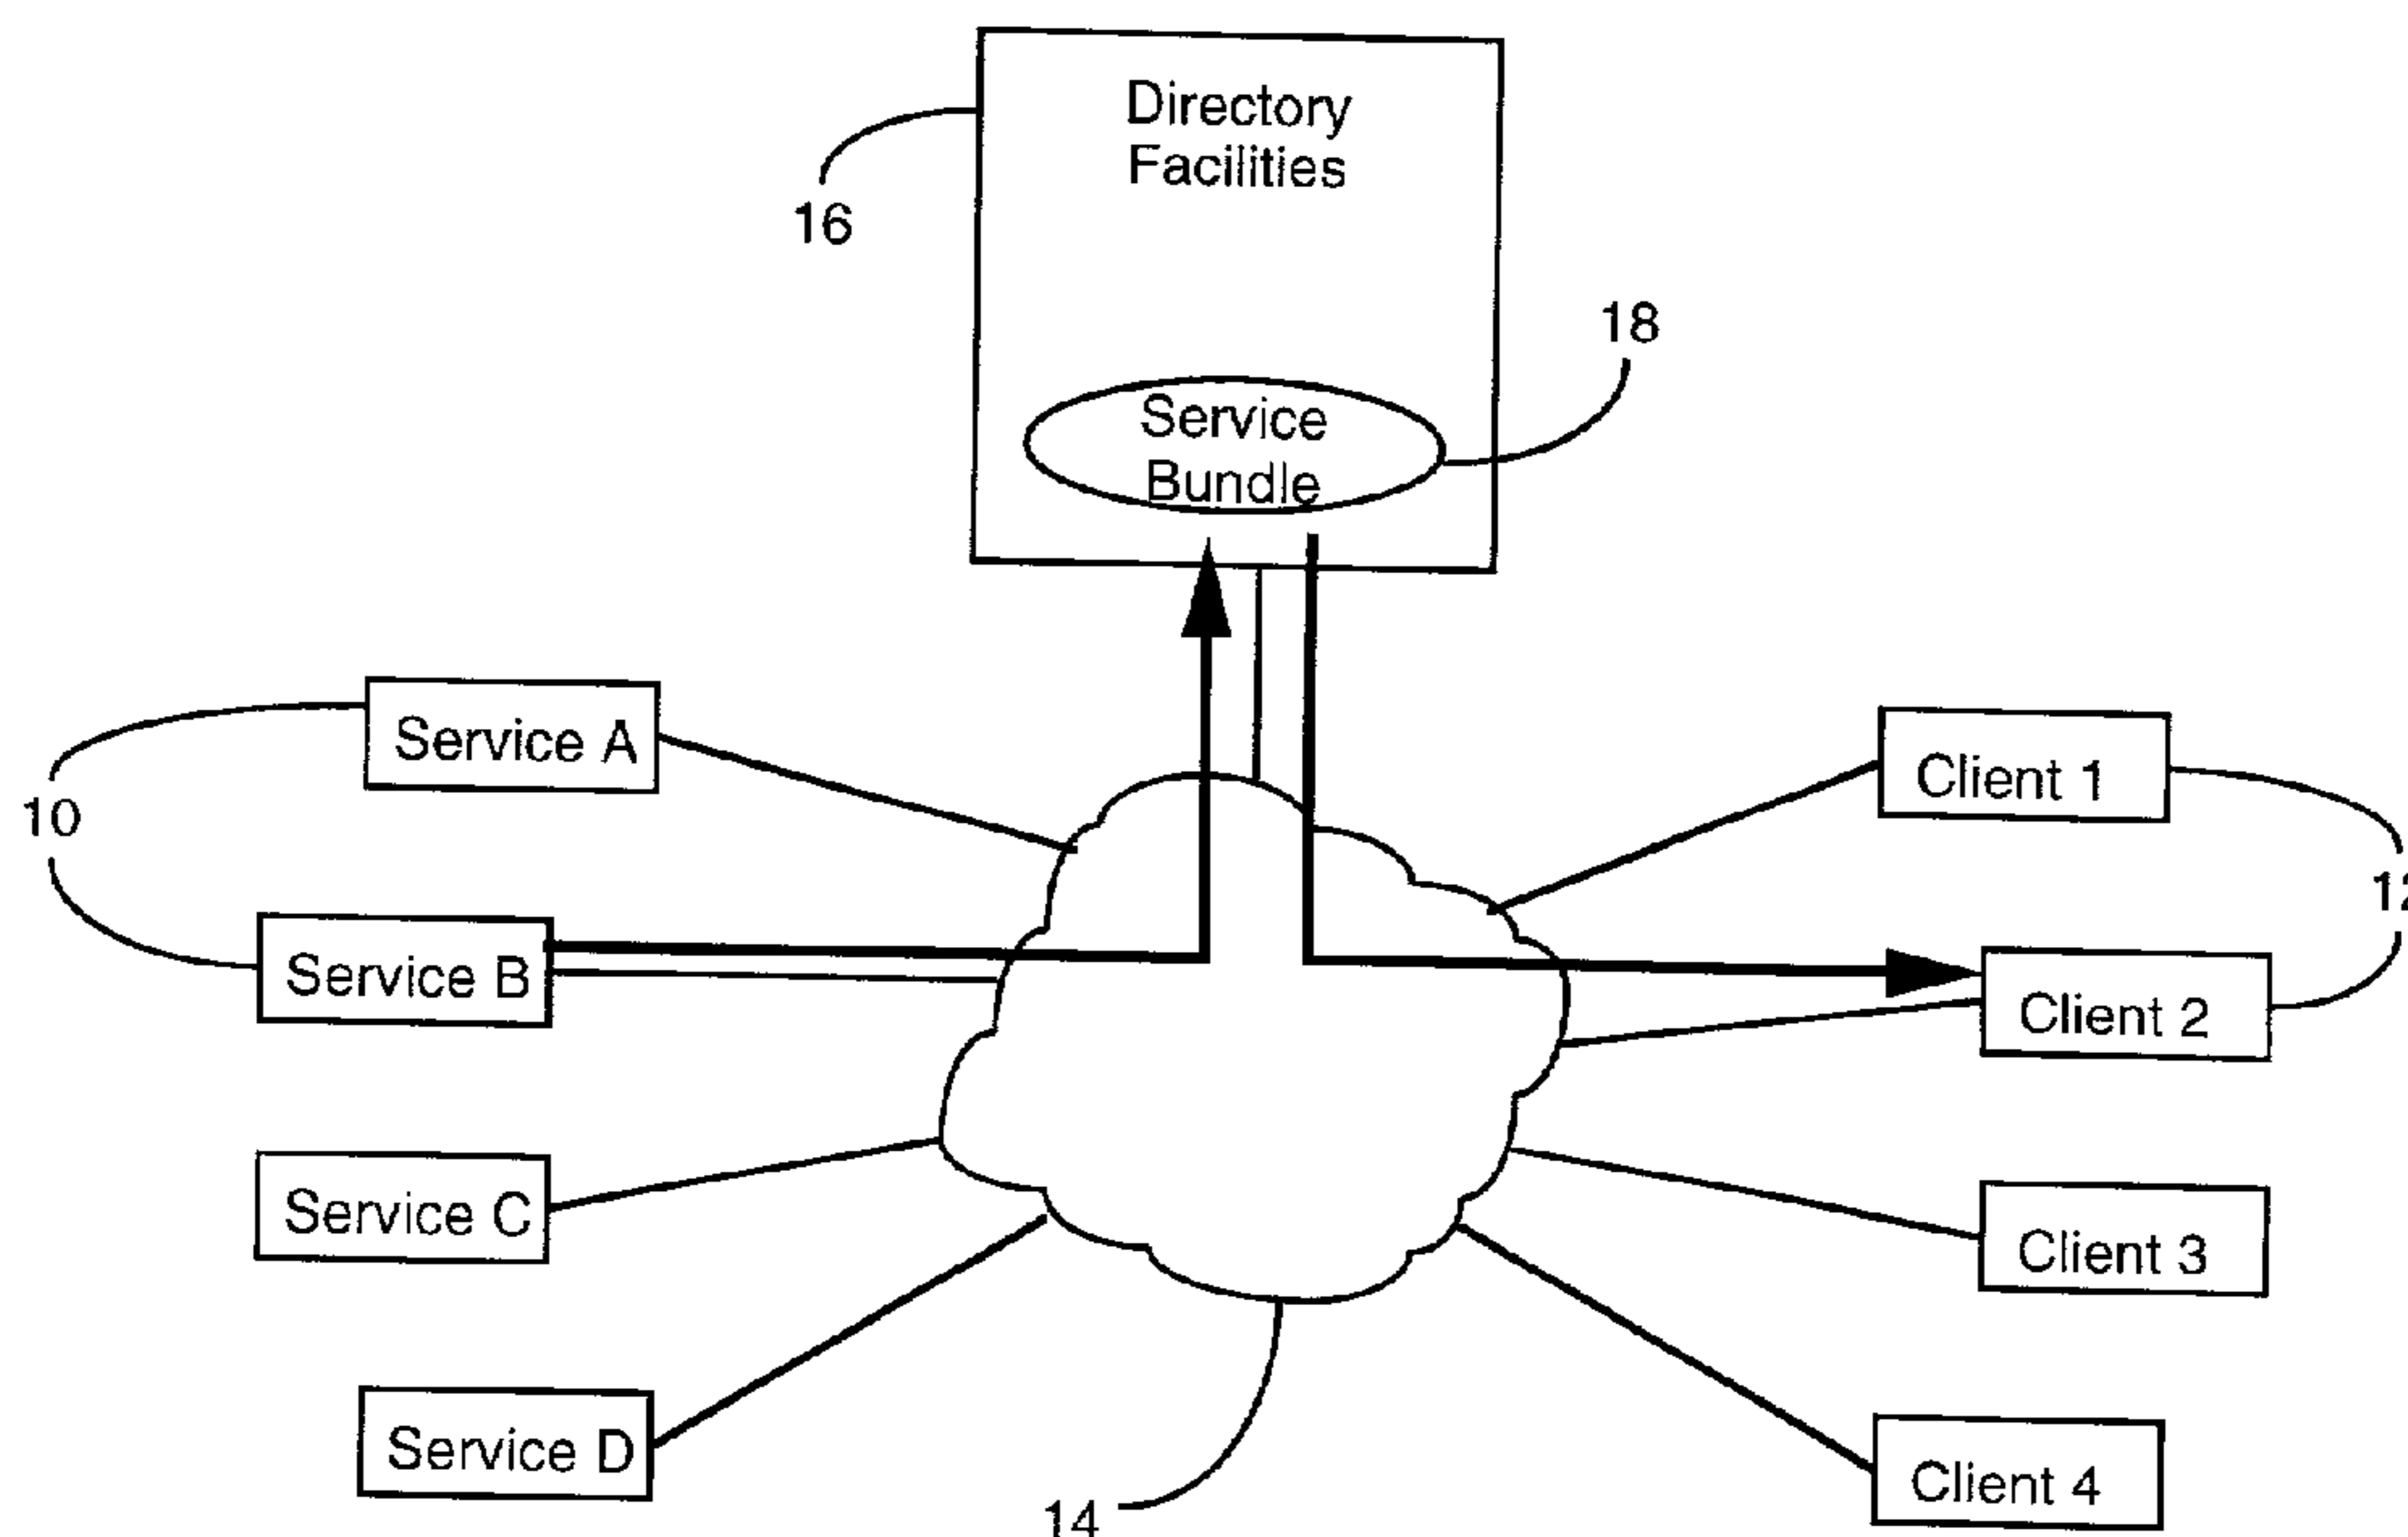 Directory
Facilities
16
18
Service
Bundle
Service A
Client 1
10
12
Service B
Client 2
Service C
Client 3
Service D
Client 4
14